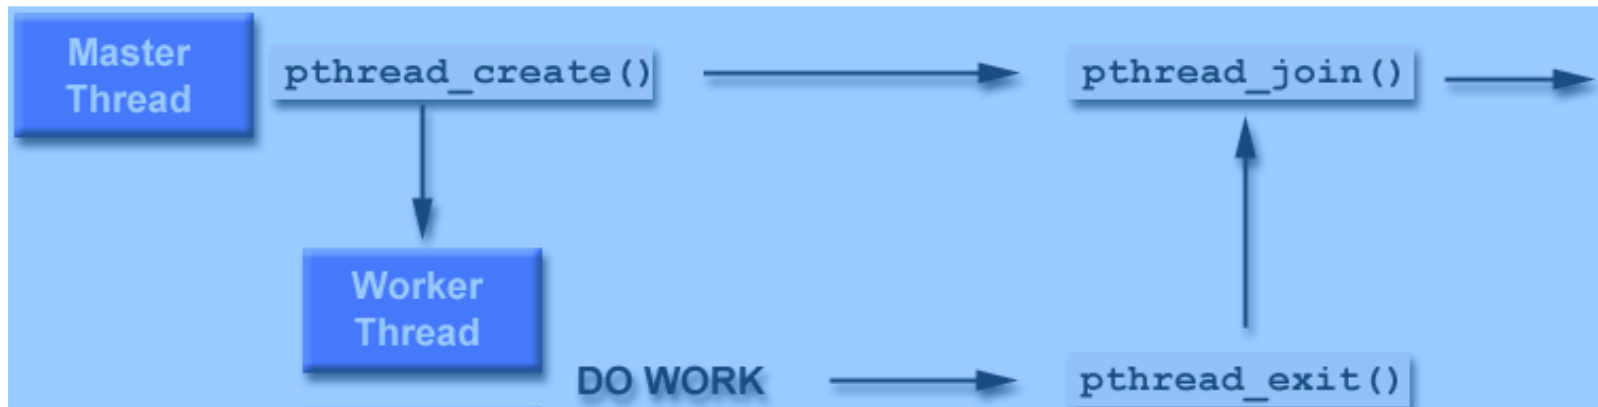 Master
Thread
pthread_create()
pthread_join()
Worker
Thread
DO WORK
pthread_exit()